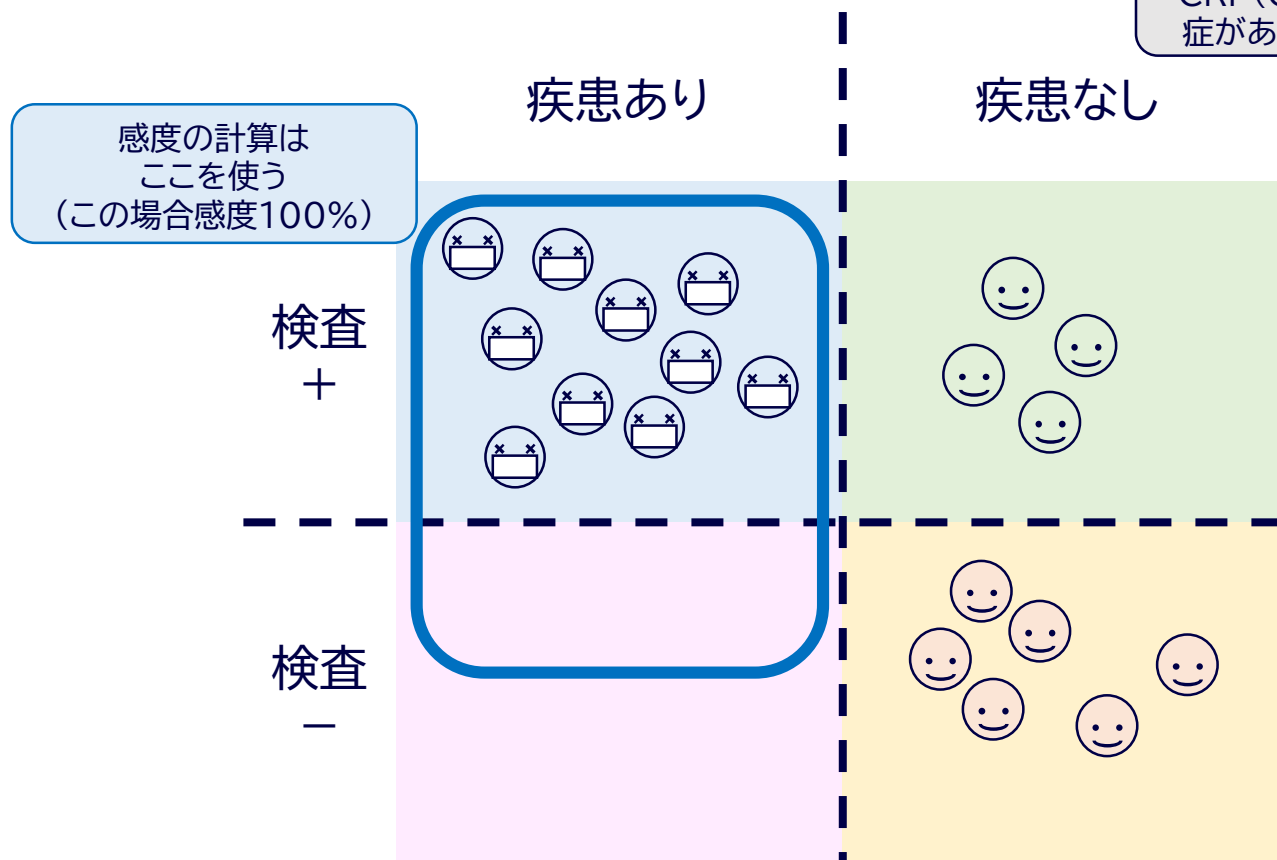 症があ
疾患あり
疾患なし
感度の計算は
ここを使う
(この場合感度100%)
検査
+
検査
−